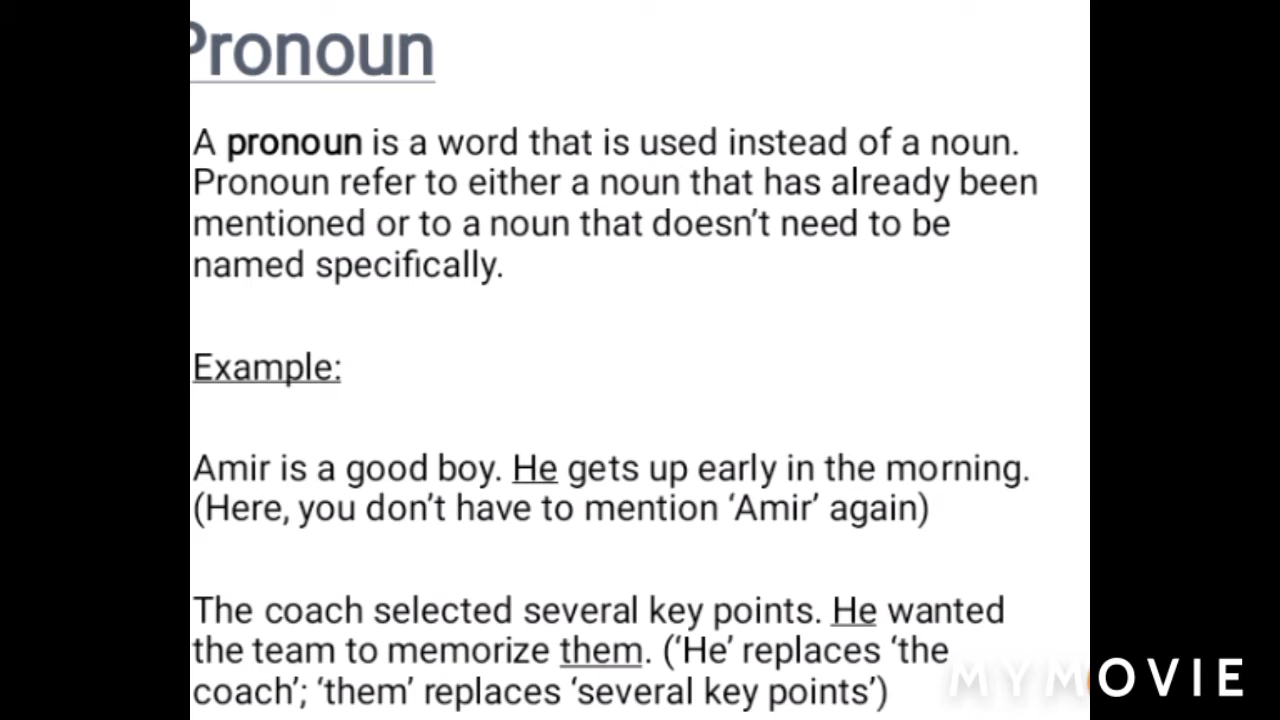 Pronoun
A pronoun is a word that is used instead of a noun.
Pronoun refer to either a noun that has already been
mentioned or to a noun that doesn’t need to be
named specifically.
Example:
Amir is a good boy. He gets up early in the morning.
(Here, you don’t have to mention ‘Amir’ again)
The coach selected several key points. He wanted
the team to memorize them. (‘He’ replaces ‘the
coach’; ‘them’ replaces ‘several key points’)
MYMOVIE